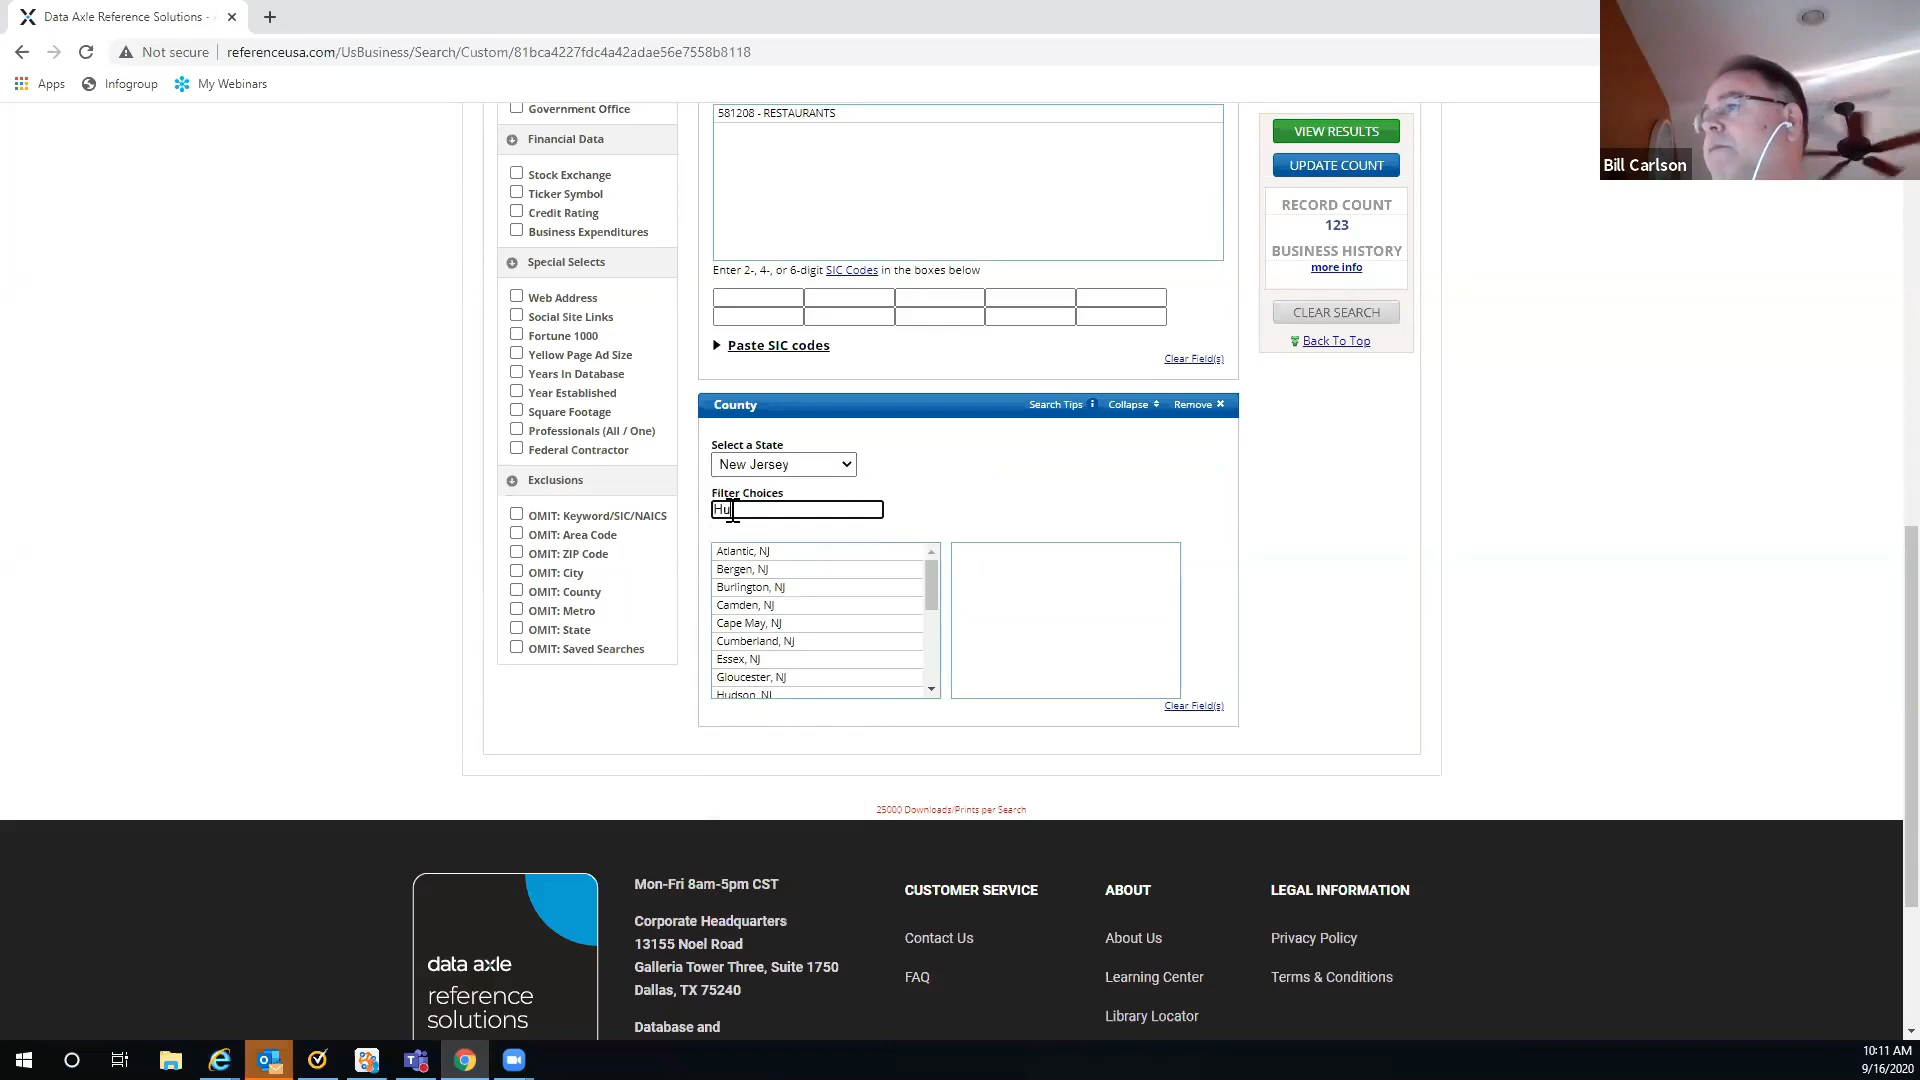 Data Axle Reference Solutions -
Not secure
referenceusa.com/UsBusiness/Search/Custom/81bca4227fdc4a42adae56e7558b8118
Apps
Infogroup
My Webinars
Bill Carlson
Government Office
Financial Data
Stock Exchange
Ticker Symbol
Credit Rating
Business Expenditures
Special Selects
Web Address
Social Site Links
Fortune 1000
Yellow Page Ad Size
Years In Database
Year Established
Square Footage
Professionals (All / One)
Federal Contractor
Exclusions
OMIT: Keyword/SIC/NAICS
OMIT: Area Code
OMIT: ZIP Code
OMIT: City
OMIT: County
OMIT: Metro
OMIT: State
OMIT: Saved Searches
581208 - RESTAURANTS
Enter 2-, 4-, or 6-digit SIC Codes in the boxes below
Paste SIC codes
Clear Field(s)
County
Search Tips
Collapse
Remove
Select a State
New Jersey
Filter Choices
Hu
Atlantic, NJ
Bergen, NJ
Burlington, NJ
Camden, NJ
Cape May, NJ
Cumberland, NJ
Essex, NJ
Gloucester, NJ
Hudson, NJ
Clear Field(s)
VIEW RESULTS
UPDATE COUNT
RECORD COUNT
123
BUSINESS HISTORY
more info
CLEAR SEARCH
Back To Top
25000 Downloads/Prints per Search
data axle
reference
solutions
Mon-Fri 8am-5pm CST
Corporate Headquarters
13155 Noel Road
Galleria Tower Three, Suite 1750
Dallas, TX 75240
Database and
CUSTOMER SERVICE
Contact Us
FAQ
ABOUT
About Us
Learning Center
Library Locator
LEGAL INFORMATION
Privacy Policy
Terms & Conditions
10:11 AM
9/16/2020